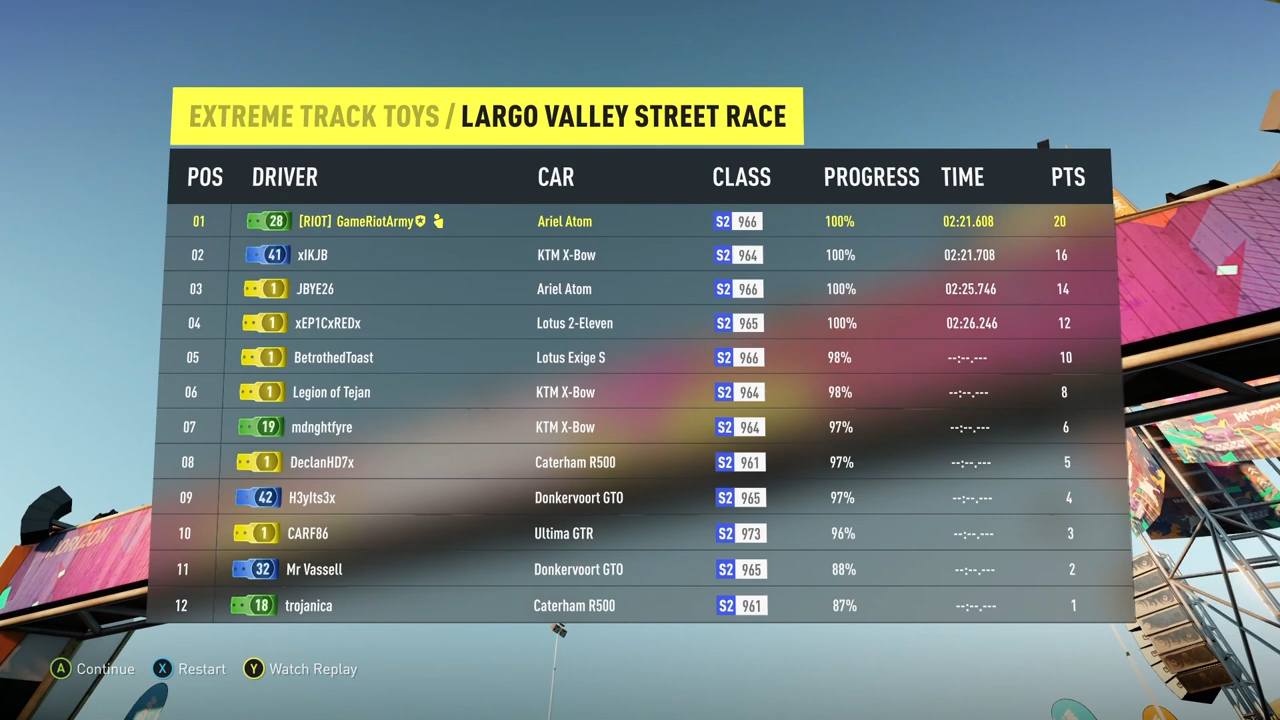 EXTREME TRACK TOYS / LARGO VALLEY STREET RACE
POS DRIVER CAR CLASS PROGRESS TIME PTS
01 28 [RIOT] GameRiotArmy Ariel Atom S2 966 100% 02:21.608 20
02 41 xIKJB KTM X-Bow S2 964 100% 02:21.708 16
03 1 JBYE26 Ariel Atom S2 966 100% 02:25.746 14
04 1 xEP1CxREDx Lotus 2-Eleven S2 965 100% 02:26.246 12
05 1 BetrothedToast Lotus Exige S S2 966 98% --:--.--- 10
06 1 Legion of Tejan KTM X-Bow S2 964 98% --:--.--- 8
07 19 mdnghtfyre KTM X-Bow S2 964 97% --:--.--- 6
08 1 DeclanHD7x Caterham R500 S2 961 97% --:--.--- 5
09 42 H3yIts3x Donkervoort GTO S2 965 97% --:--.--- 4
10 1 CARF86 Ultima GTR S2 973 96% --:--.--- 3
11 32 Mr Vassell Donkervoort GTO S2 965 88% --:--.--- 2
12 18 trojanica Caterham R500 S2 961 87% --:--.--- 1
HORIZON
A Continue X Restart Y Watch Replay